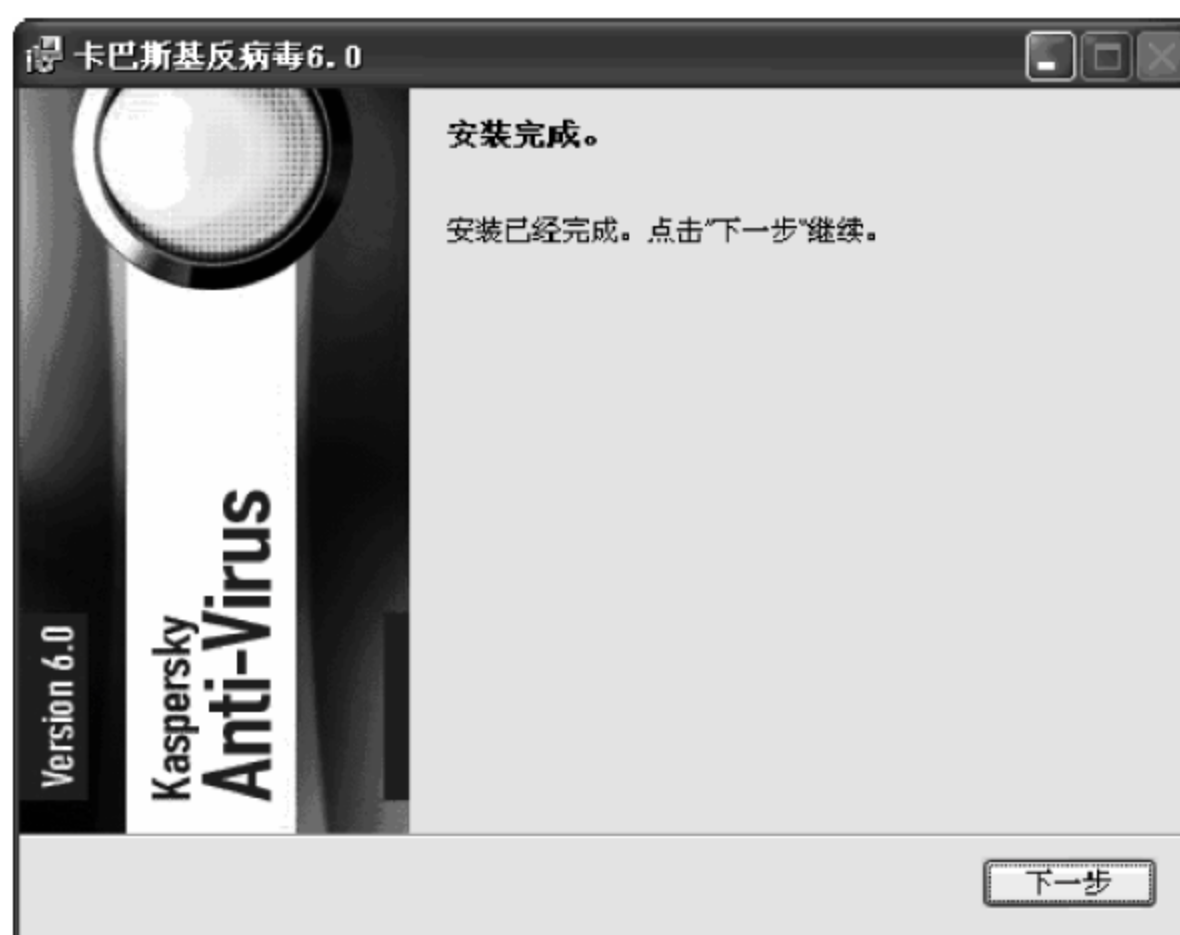 卡巴斯基反病毒6.0
安装完成。
安装已经完成。点击"下一步"继续。
Version 6.0
Kaspersky
Anti-Virus
下一步